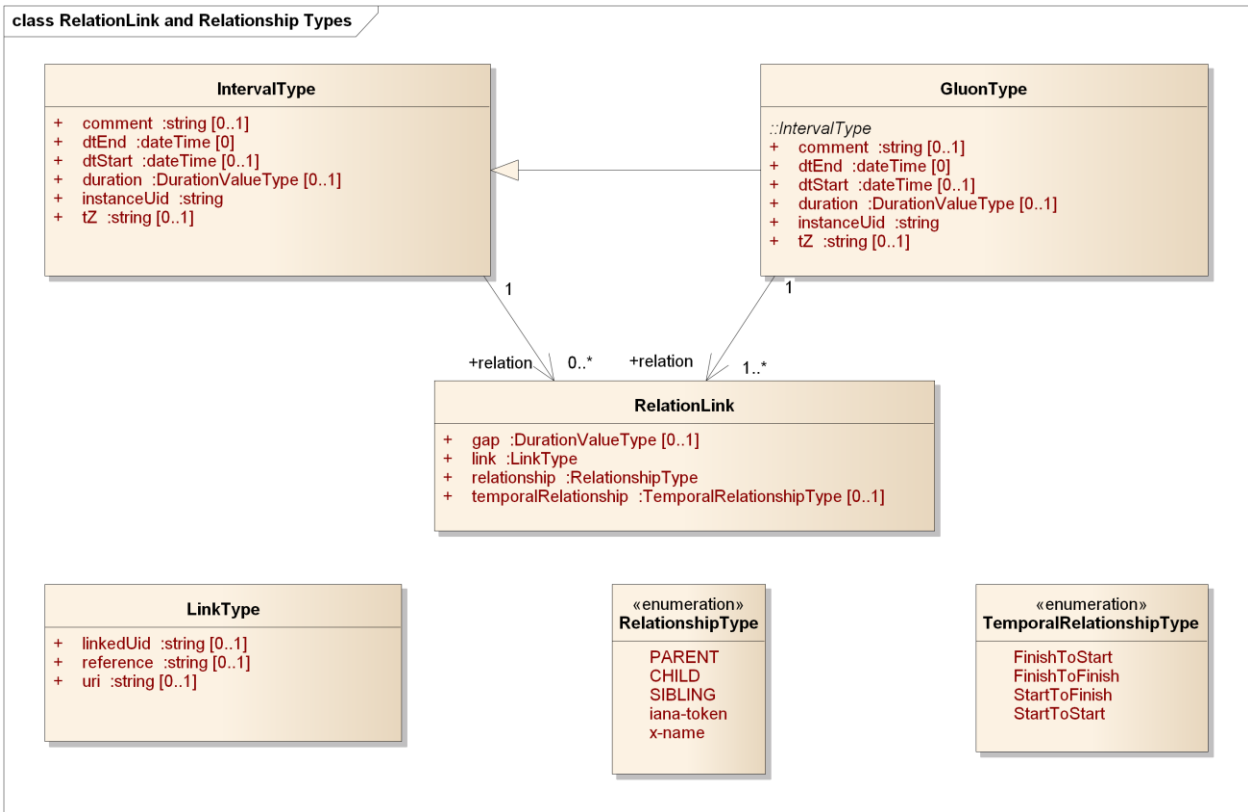 class RelationLink and Relationship Types
IntervalType
+ comment :string [0..1]
+ dtEnd :dateTime [0]
+ dtStart :dateTime [0..1]
+ duration :DurationValueType [0..1]
+ instanceUid :string
+ tZ :string [0..1]
GluonType
::IntervalType
+ comment :string [0..1]
+ dtEnd :dateTime [0]
+ dtStart :dateTime [0..1]
+ duration :DurationValueType [0..1]
+ instanceUid :string
+ tZ :string [0..1]
1
1
+relation
0..*
+relation
1..*
RelationLink
+ gap :DurationValueType [0..1]
+ link :LinkType
+ relationship :RelationshipType
+ temporalRelationship :TemporalRelationshipType [0..1]
LinkType
+ linkedUid :string [0..1]
+ reference :string [0..1]
+ uri :string [0..1]
«enumeration»
RelationshipType
PARENT
CHILD
SIBLING
iana-token
x-name
«enumeration»
TemporalRelationshipType
FinishToStart
FinishToFinish
StartToFinish
StartToStart